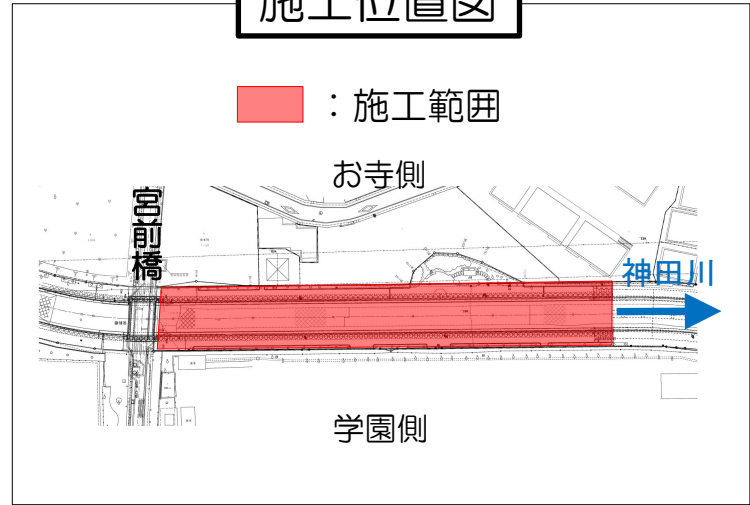 施工位置図
：施工範囲
お寺側
宮前橋
神田川
学園側